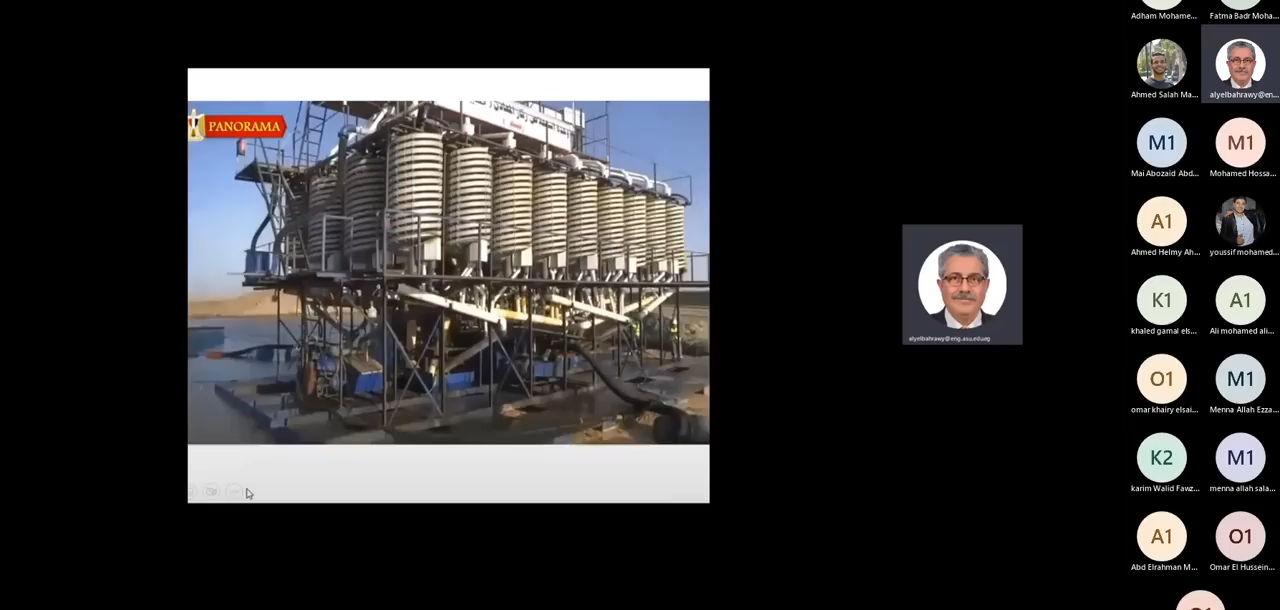 PANORAMA
alyelbahrawy@eng.asu.edu.eg
Adham Mohame...
Fatma Badr Moha...
Ahmed Salah Ma...
alyelbahrawy@en...
M1
M1
Mai Abozaid Abd...
Mohamed Hossa...
A1
Ahmed Helmy Ah...
youssif mohamed...
K1
A1
khaled gamal els...
Ali mohamed ali...
O1
M1
omar khairy elsai...
Menna Allah Ezza...
K2
M1
karim Walid Fawz...
menna allah sala...
A1
O1
Abd Elrahman M...
Omar El Hussein...